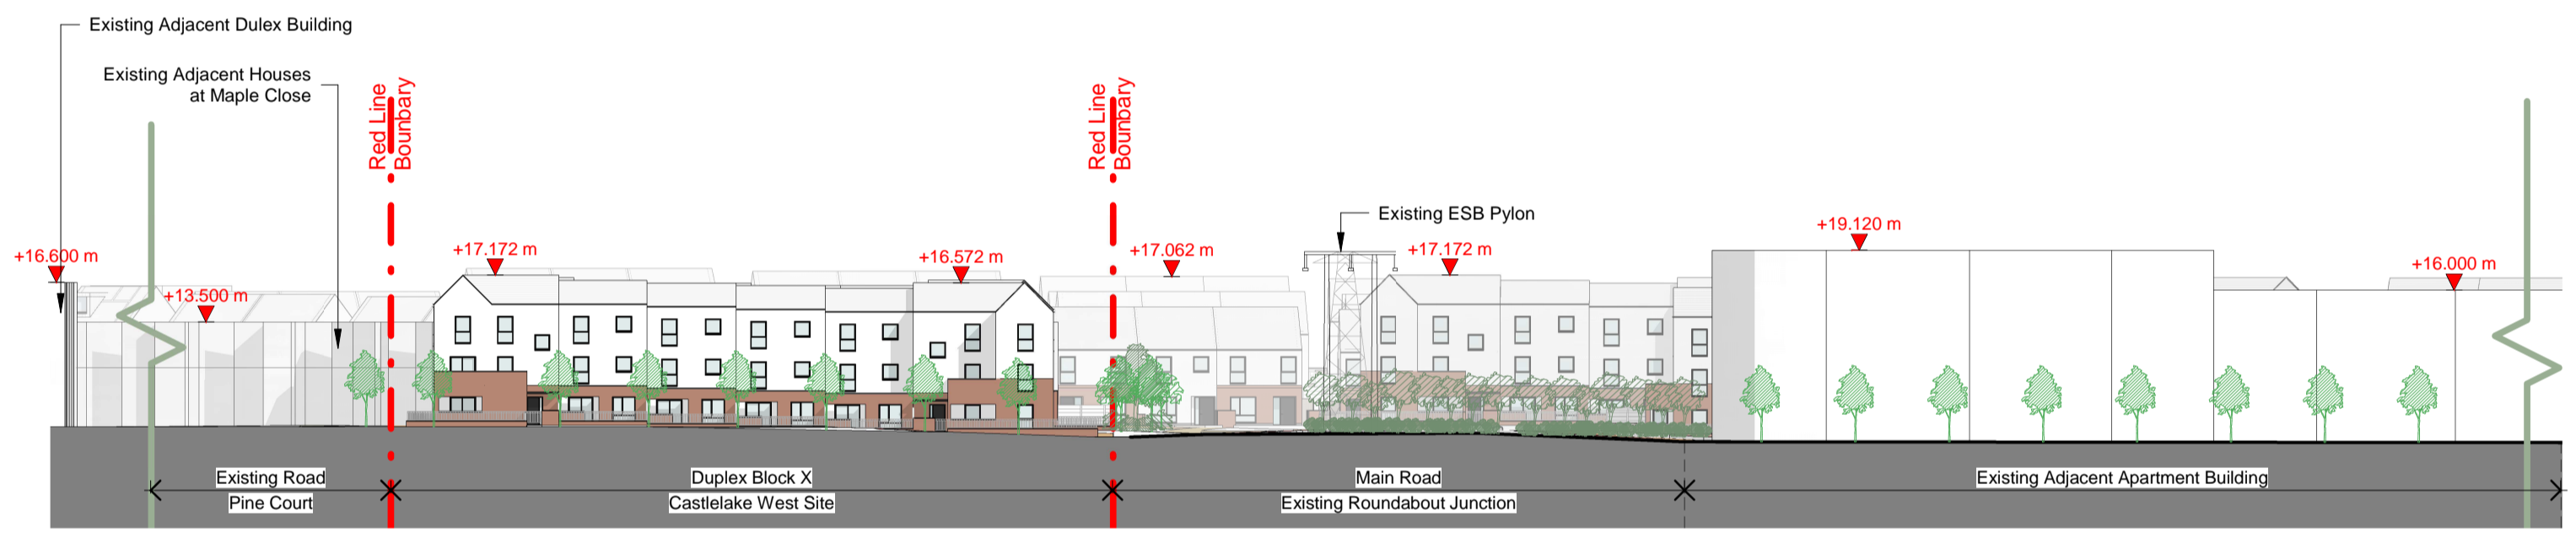 Existing Adjacent Dulex Building
Existing Adjacent Houses
at Maple Close
Red Line
Bounbary
Red Line
Bounbary
Existing ESB Pylon
+16.600 m
+13.500 m
+17.172 m
+16.572 m
+17.062 m
+17.172 m
+19.120 m
+16.000 m
Existing Road
Pine Court
Duplex Block X
Castlelake West Site
Main Road
Existing Roundabout Junction
Existing Adjacent Apartment Building